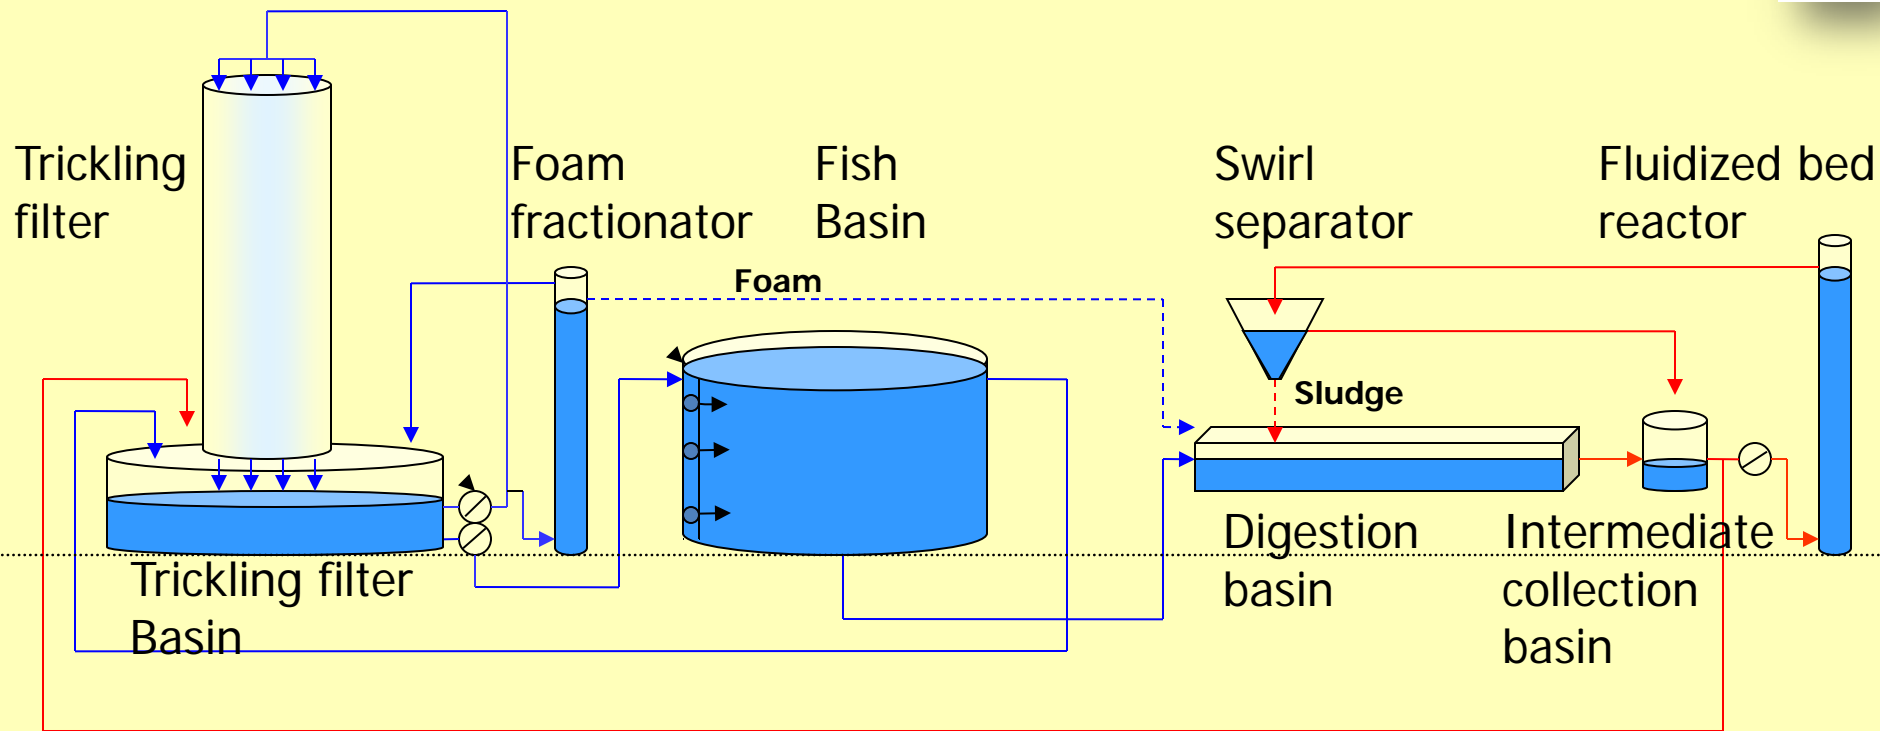 Trickling
filter
Foam
fractionator
Fish
Basin
Swirl
separator
Fluidized bed
reactor
Foam
Sludge
Trickling filter
Basin
Digestion
basin
Intermediate
collection
basin